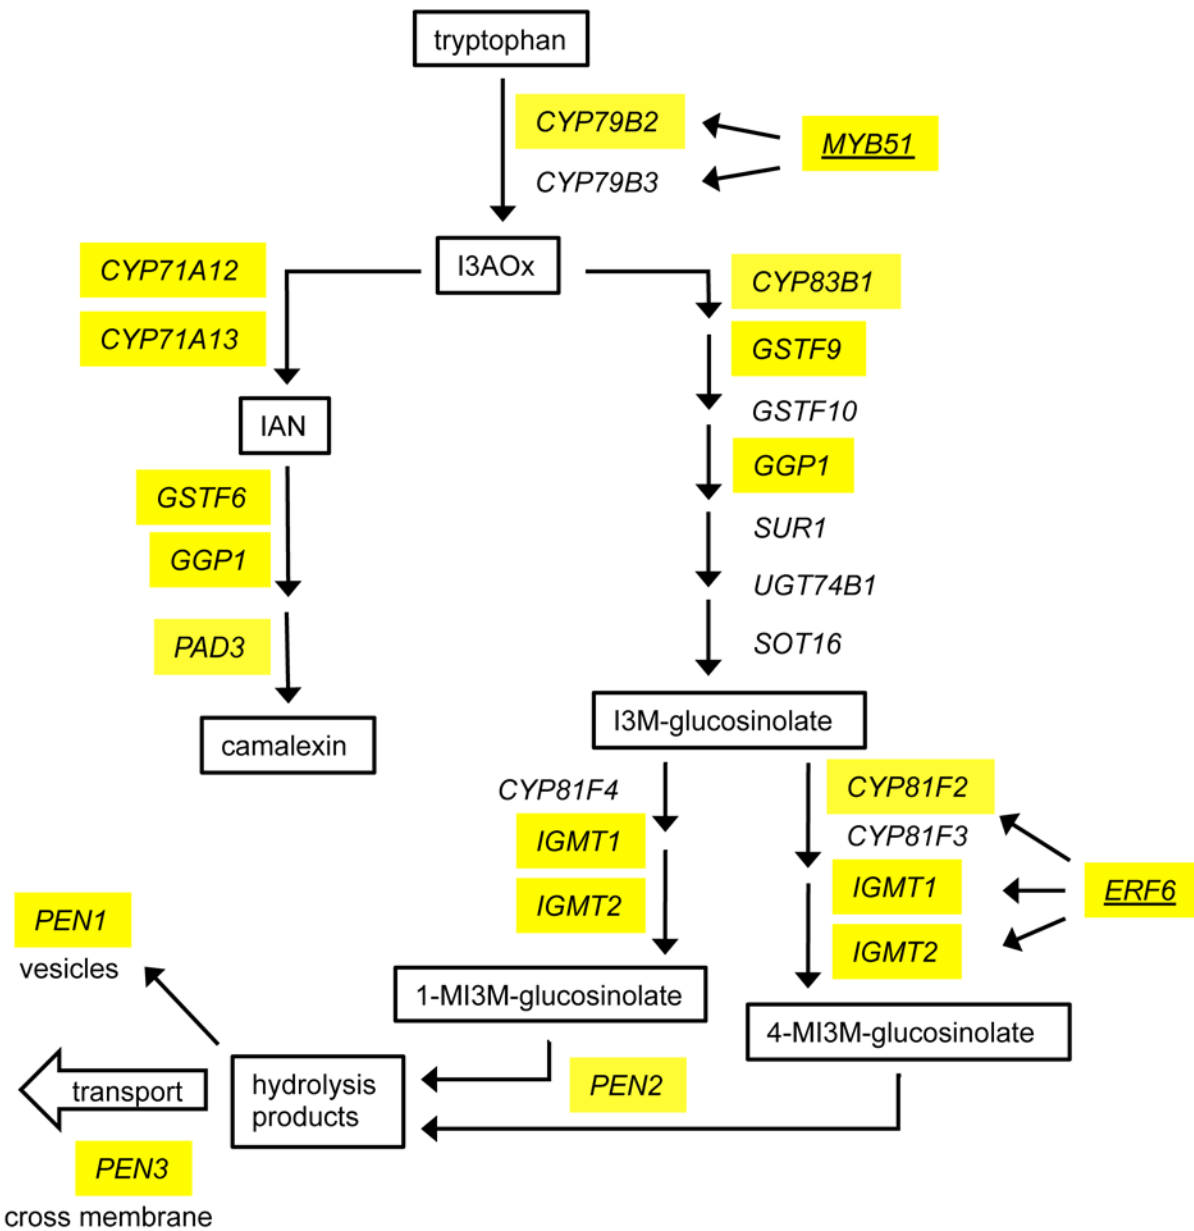 tryptophan
CYP79B2
MYB51
CYP79B3
I3AOx
CYP71A12
CYP71A13
IAN
GSTF6
GGP1
PAD3
camalexin
CYP83B1
GSTF9
GSTF10
GGP1
SUR1
UGT74B1
SOT16
I3M-glucosinolate
CYP81F4
IGMT1
IGMT2
CYP81F2
CYP81F3
IGMT1
IGMT2
ERF6
1-MI3M-glucosinolate
4-MI3M-glucosinolate
PEN2
hydrolysis
products
PEN1
vesicles
transport
PEN3
cross membrane